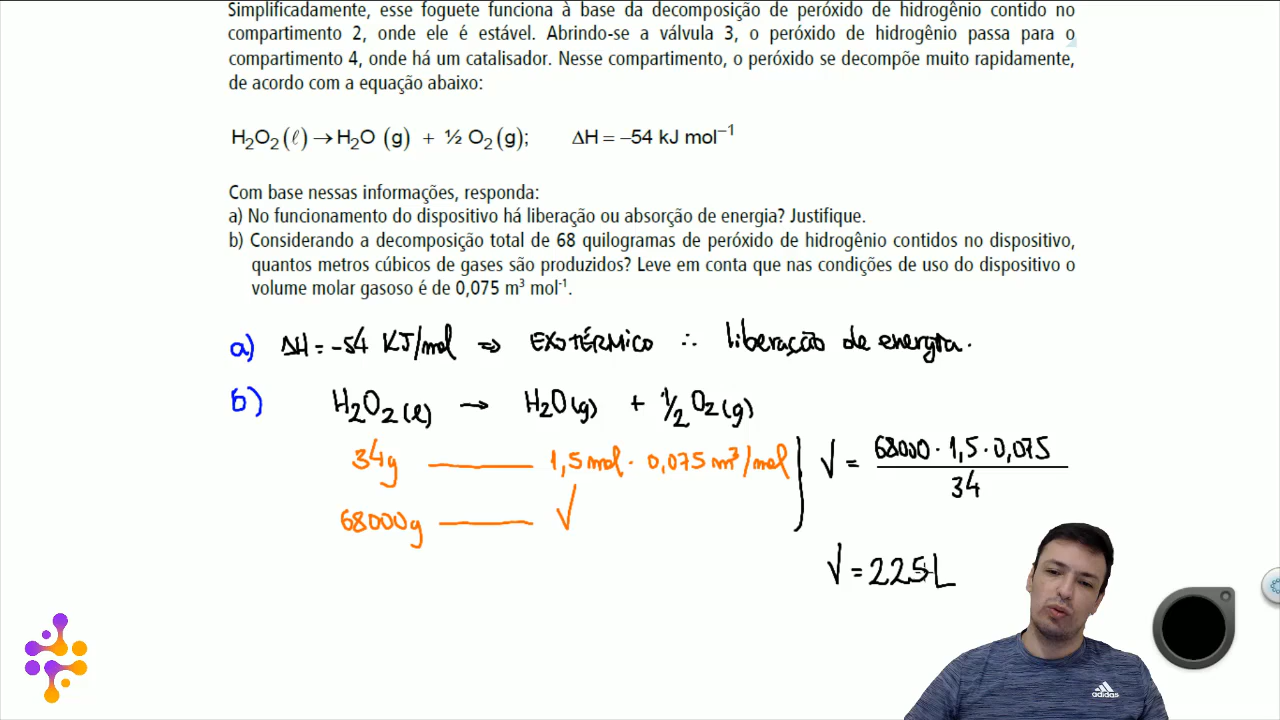 Simplificadamente, esse foguete funciona à base da decomposição de peróxido de hidrogênio contido no
compartimento 2, onde ele é estável. Abrindo-se a válvula 3, o peróxido de hidrogênio passa para o
compartimento 4, onde há um catalisador. Nesse compartimento, o peróxido se decompõe muito rapidamente,
de acordo com a equação abaixo:
H₂O₂(ℓ) → H₂O (g) + ½ O₂(g); ΔH = −54 kJ mol⁻¹
Com base nessas informações, responda:
a) No funcionamento do dispositivo há liberação ou absorção de energia? Justifique.
b) Considerando a decomposição total de 68 quilogramas de peróxido de hidrogênio contidos no dispositivo,
quantos metros cúbicos de gases são produzidos? Leve em conta que nas condições de uso do dispositivo o
volume molar gasoso é de 0,075 m³ mol⁻¹.
a) ΔH = -54 KJ/mol ⇒ EXOTÉRMICO ∴ liberação de energia.
b) H₂O₂(l) → H₂O(g) + 1/2 O₂(g)
34g — 1,5 mol · 0,075 m³/mol
68000g — V
V = 68000 · 1,5 · 0,075
34
V = 225 L
adidas